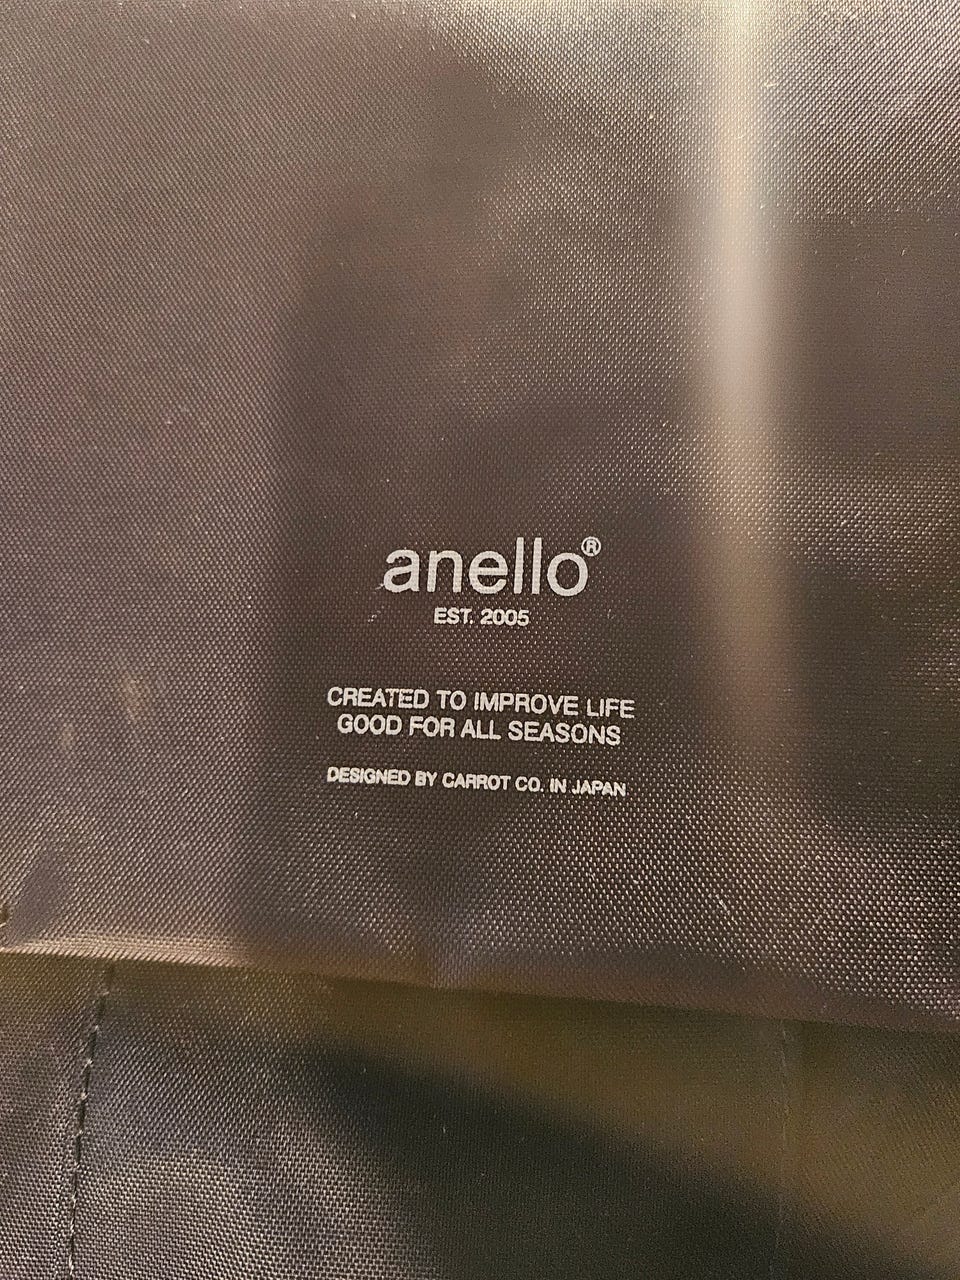 anello®
EST. 2005
CREATED TO IMPROVE LIFE
GOOD FOR ALL SEASONS
DESIGNED BY CARROT CO. IN JAPAN